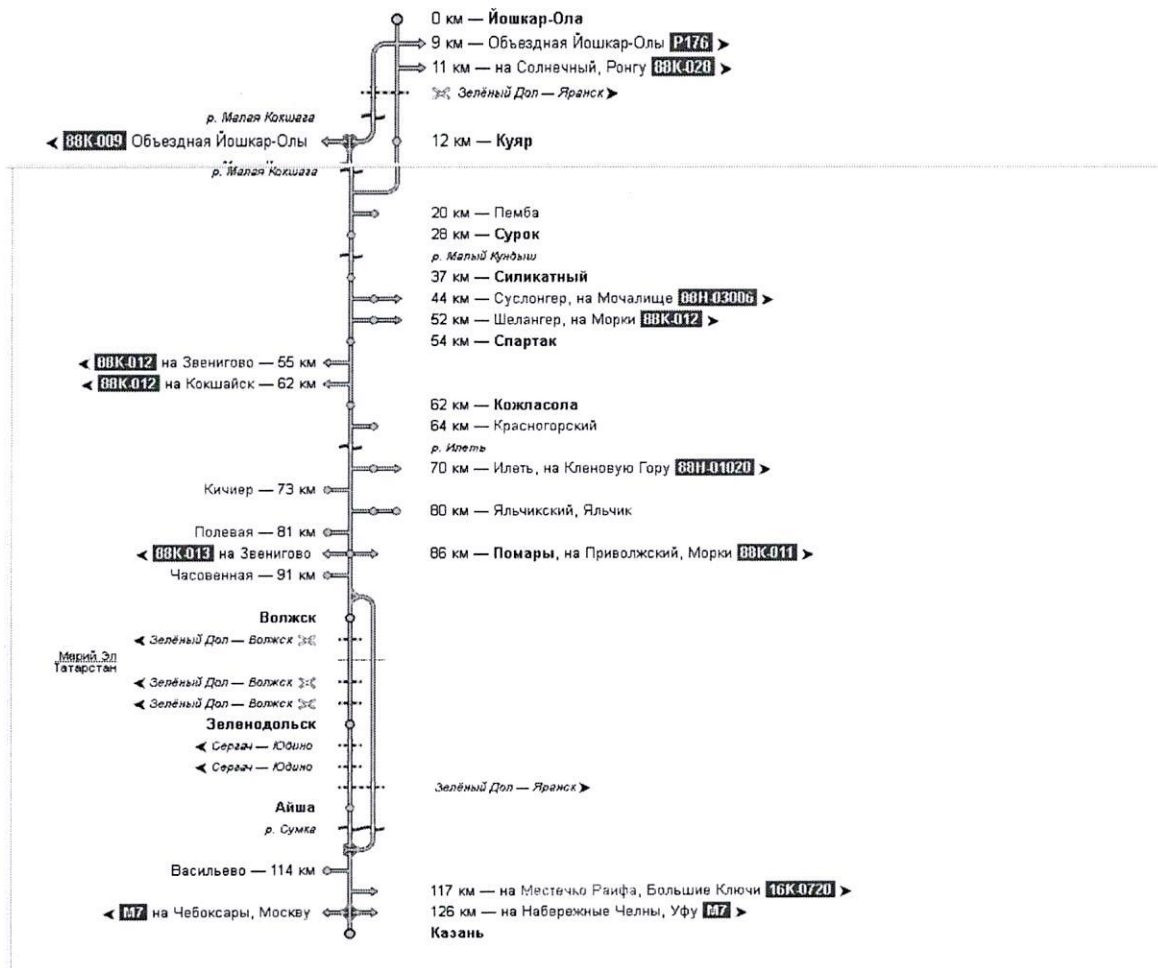 0 км — Йошкар-Ола
9 км — Объездная Йошкар-Олы Р176
11 км — на Солнечный, Ронгу 88К-028
Зелёный Дол — Яранск
р. Малая Кокшага
88К-009 Объездная Йошкар-Олы
12 км — Куяр
р. Малая Кокшага
20 км — Пемба
28 км — Сурок
р. Малый Кундыш
37 км — Силикатный
44 км — Суслонгер, на Мочалище 88Н-03006
52 км — Шелангер, на Морки 88К-012
54 км — Спартак
88К-012 на Звенигово — 55 км
88К-012 на Кокшайск — 62 км
62 км — Кожласола
64 км — Красногорский
р. Илеть
70 км — Илеть, на Кленовую Гору 88Н-01020
Кичиер — 73 км
80 км — Яльчикский, Яльчик
Полевая — 81 км
88К-013 на Звенигово
86 км — Помары, на Приволжский, Морки 88К-011
Часовенная — 91 км
Волжск
Зелёный Дол — Волжск
Марий Эл
Татарстан
Зелёный Дол — Волжск
Зелёный Дол — Волжск
Зеленодольск
Сергач — Юдино
Сергач — Юдино
Зелёный Дол — Яранск
Айша
р. Сумка
Васильево — 114 км
117 км — на Местечко Раифа, Большие Ключи 16К-0720
М7 на Чебоксары, Москву
126 км — на Набережные Челны, Уфу М7
Казань